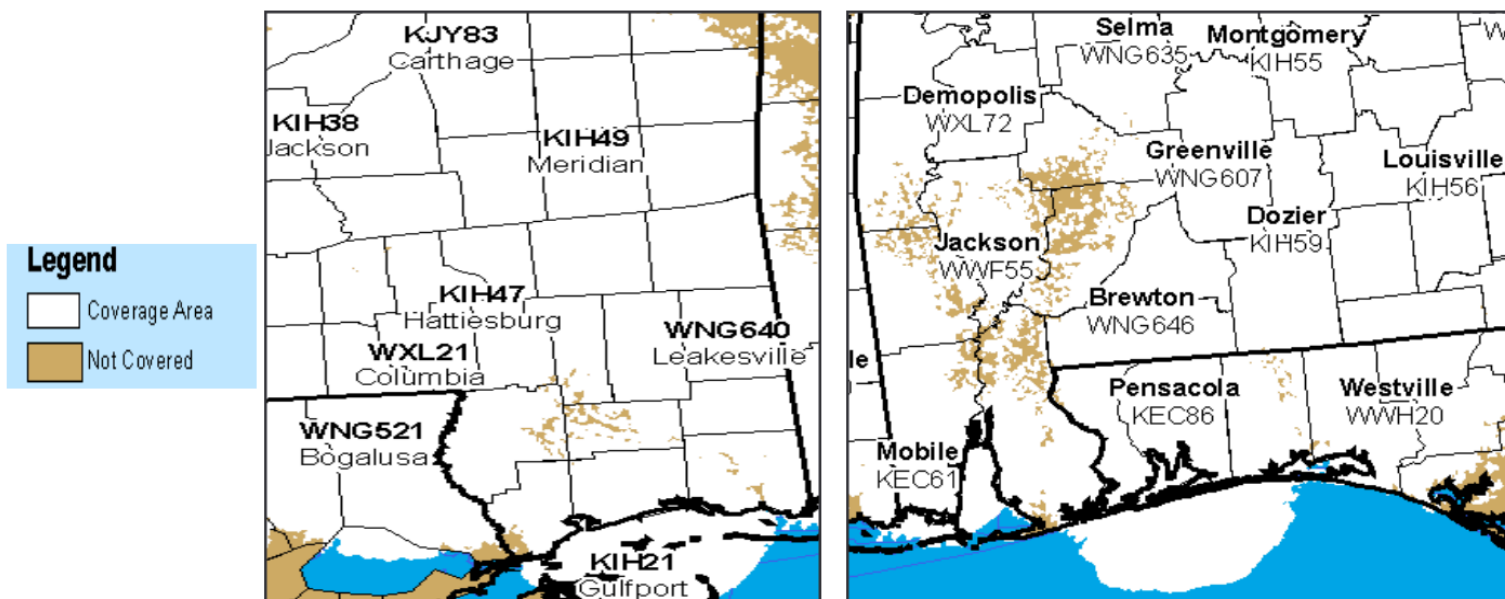 Legend
Coverage Area
Not Covered
KJY83
Carthage
KIH38
Jackson
KIH49
Meridian
KIH47
Hattiesburg
WXL21
Columbia
WNG640
Leakesville
WNG521
Bogalusa
KIH21
Gulfport
Selma
WNG635
Montgomery
KIH55
W
Demopolis
WXL72
Greenville
WNG607
Louisville
KIH56
Dozier
KIH59
Jackson
WWF55
Brewton
WNG646
le
Pensacola
KEC86
Westville
WWH20
Mobile
KEC61